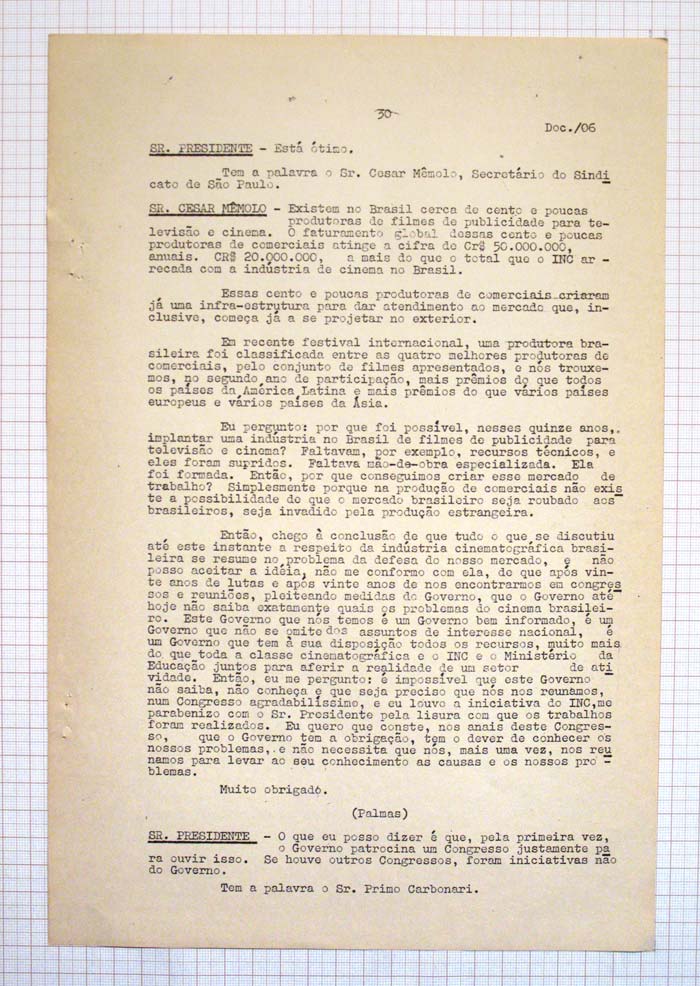 30
Doc./06
SR. PRESIDENTE - Está ótimo.
Tem a palavra o Sr. Cesar Mêmolo, Secretário do Sindi
cato de São Paulo.
SR. CESAR MÊMOLO - Existem no Brasil cerca de cento e poucas
produtoras de filmes de publicidade para te-
levisão e cinema. O faturamento global dessas cento e poucas
produtoras de comerciais atinge a cifra de Cr$ 50.000.000,
anuais. CR$ 20.000.000, a mais do que o total que o INC ar -
recada com a indústria de cinema no Brasil.
Essas cento e poucas produtoras de comerciais criaram
já uma infra-estrutura para dar atendimento ao mercado que, in-
clusive, começa já a se projetar no exterior.
Em recente festival internacional, uma produtora bra-
sileira foi classificada entre as quatro melhores produtoras de
comerciais, pelo conjunto de filmes apresentados, e nós trouxe-
mos, no segundo ano de participação, mais prêmios do que todos
os países da América Latina e mais prêmios do que vários países
europeus e vários países da Ásia.
Eu pergunto: por que foi possível, nesses quinze anos,
implantar uma indústria no Brasil de filmes de publicidade para
televisão e cinema? Faltavam, por exemplo, recursos técnicos, e
eles foram supridos. Faltava mão-de-obra especializada. Ela
foi formada. Então, por que conseguimos criar esse mercado de
trabalho? Simplesmente porque na produção de comerciais não exis
te a possibilidade de que o mercado brasileiro seja roubado aos
brasileiros, seja invadido pela produção estrangeira.
Então, chego à conclusão de que tudo o que se discutiu
até este instante a respeito da indústria cinematográfica brasi-
leira se resume no problema da defesa do nosso mercado, e não
posso aceitar a idéia, não me conformo com ela, de que após vin-
te anos de lutas e após vinte anos de nos encontrarmos em congres
sos e reuniões, pleiteando medidas do Governo, que o Governo até
hoje não saiba exatamente quais os problemas do cinema brasilei-
ro. Este Governo que nós temos é um Governo bem informado, é um
Governo que não se omite dos assuntos de interesse nacional, é
um Governo que tem à sua disposição todos os recursos, muito mais
do que toda a classe cinematográfica e o INC e o Ministério da
Educação juntos para aferir a realidade de um setor de ati
vidade. Então, eu me pergunto: é impossível que este Governo
não saiba, não conheça e que seja preciso que nós nos reunamos,
num Congresso agradabilíssimo, e eu louvo a iniciativa do INC,me
parabenizo com o Sr. Presidente pela lisura com que os trabalhos
foram realizados. Eu quero que conste, nos anais deste Congres-
so, que o Governo tem a obrigação, tem o dever de conhecer os
nossos problemas, e não necessita que nós, mais uma vez, nos reu
namos para levar ao seu conhecimento as causas e os nossos pro -
blemas.
Muito obrigado.
(Palmas)
SR. PRESIDENTE - O que eu posso dizer é que, pela primeira vez,
o Governo patrocina um Congresso justamente pa
ra ouvir isso. Se houve outros Congressos, foram iniciativas não
do Governo.
Tem a palavra o Sr. Primo Carbonari.